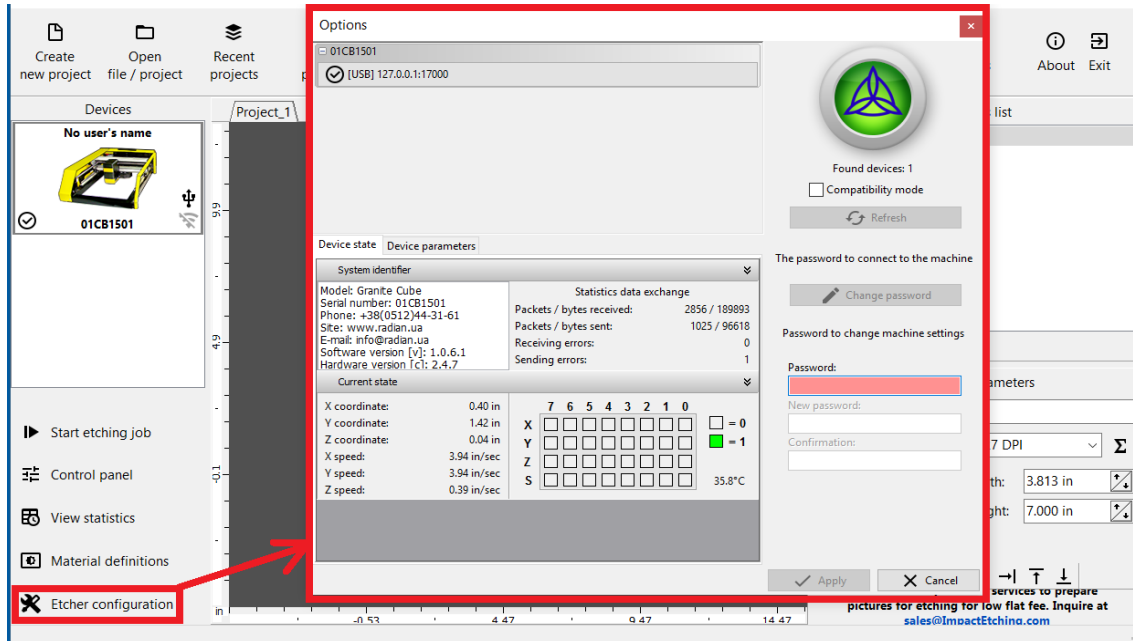 Create
new project
Open
file / project
Recent
projects
About
Exit
Devices
No user's name
01CB1501
Project_1
Start etching job
Control panel
View statistics
Material definitions
Etcher configuration
Options
01CB1501
[USB] 127.0.0.1:17000
Found devices: 1
Compatibility mode
Refresh
The password to connect to the machine
Change password
Password to change machine settings
Password:
New password:
Confirmation:
Apply
Cancel
Device state
Device parameters
System identifier
Model: Granite Cube
Serial number: 01CB1501
Phone: +38(0512)44-31-61
Site: www.radian.ua
E-mail: info@radian.ua
Software version [v]: 1.0.6.1
Hardware version [c]: 2.4.7
Statistics data exchange
Packets / bytes received: 2856 / 189893
Packets / bytes sent: 1025 / 96618
Receiving errors: 0
Sending errors: 1
Current state
X coordinate: 0.40 in
Y coordinate: 1.42 in
Z coordinate: 0.04 in
X speed: 3.94 in/sec
Y speed: 3.94 in/sec
Z speed: 0.39 in/sec
7 6 5 4 3 2 1 0
X
Y
Z
S
= 0
= 1
35.8°C
list
7 DPI
Σ
3.813 in
7.000 in
services to prepare
pictures for etching for low flat fee. Inquire at
sales@ImpactEtching.com
9.9
4.9
-0.1
in
-0.53
4.47
9.47
14.47